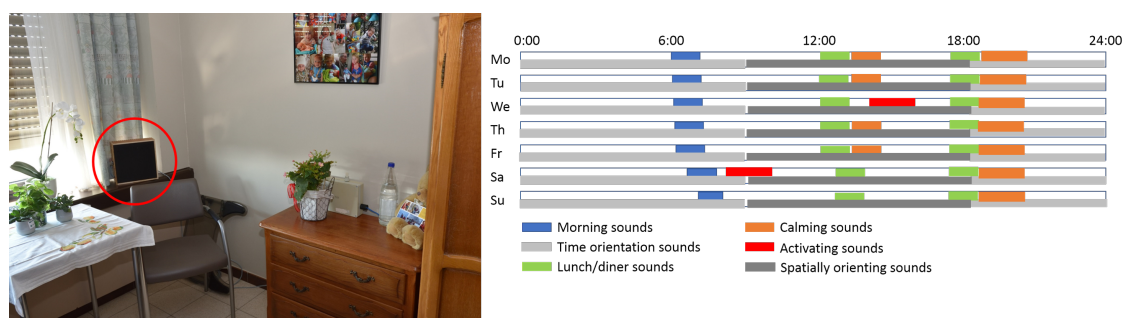 0:00 6:00 12:00 18:00 24:00
Mo
Tu
We
Th
Fr
Sa
Su
Morning sounds
Time orientation sounds
Lunch/diner sounds
Calming sounds
Activating sounds
Spatially orienting sounds